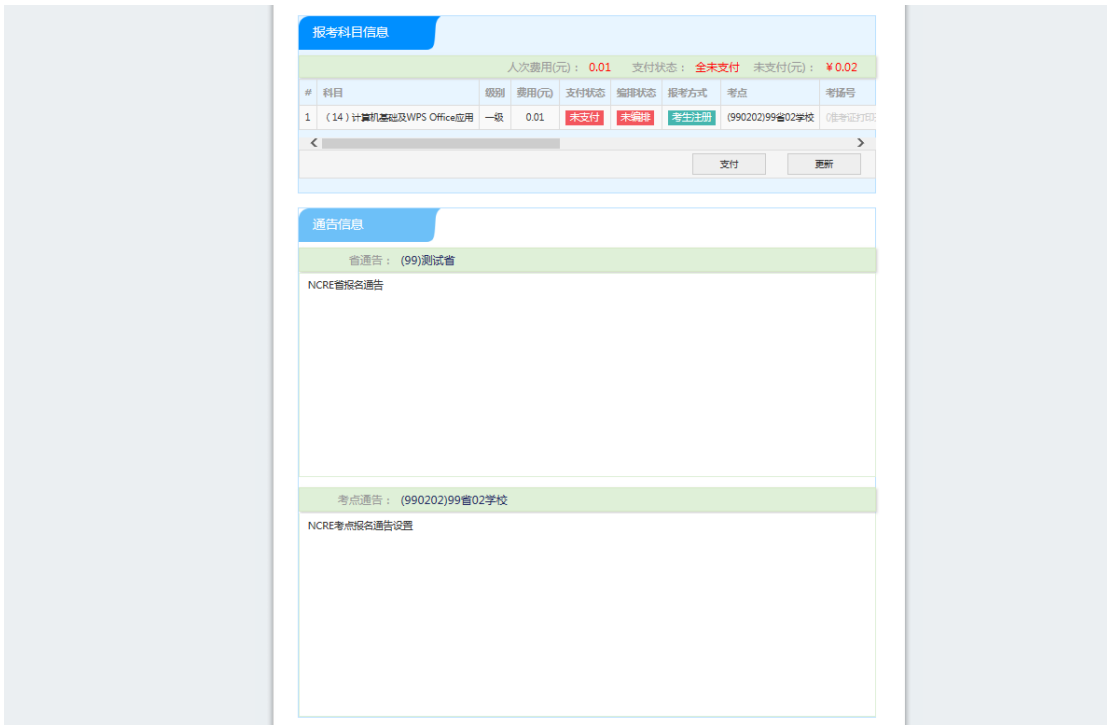 报考科目信息
人次费用(元)： 0.01 支付状态： 全未支付 未支付(元)： ¥0.02
# 科目 级别 费用(元) 支付状态 编排状态 报考方式 考点 考场号
1 （14）计算机基础及WPS Office应用 一级 0.01 未支付 未编排 考生注册 (990202)99省02学校 (准考证打印
支付 更新
通告信息
省通告： (99)测试省
NCRE省报名通告
考点通告： (990202)99省02学校
NCRE考点报名通告设置